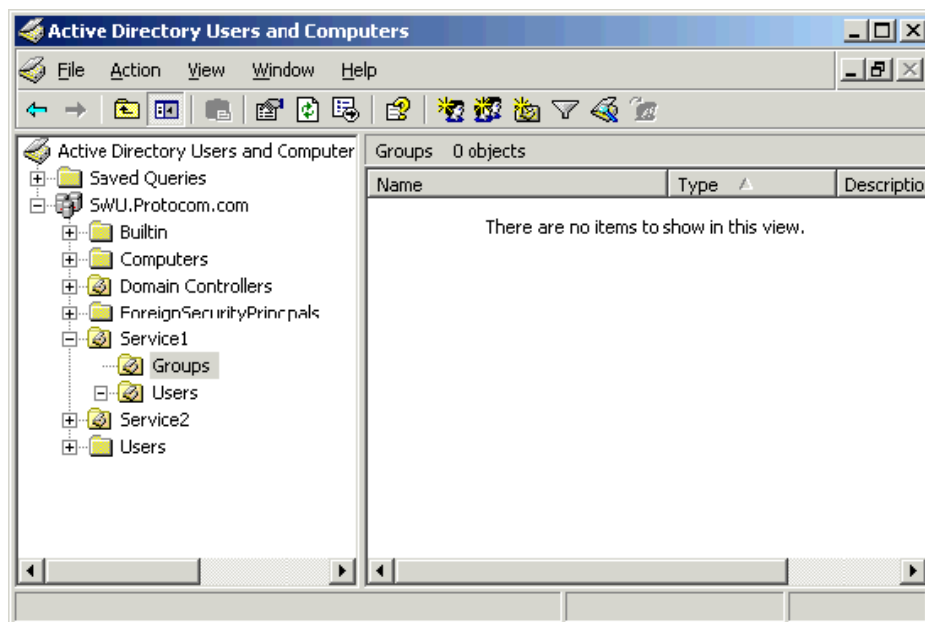 Active Directory Users and Computers
File Action View Window Help
Active Directory Users and Computer
Saved Queries
SWU.Protocom.com
Builtin
Computers
Domain Controllers
ForeignSecurityPrincpals
Service1
Groups
Users
Service2
Users
Groups 0 objects
Name Type Descriptio
There are no items to show in this view.